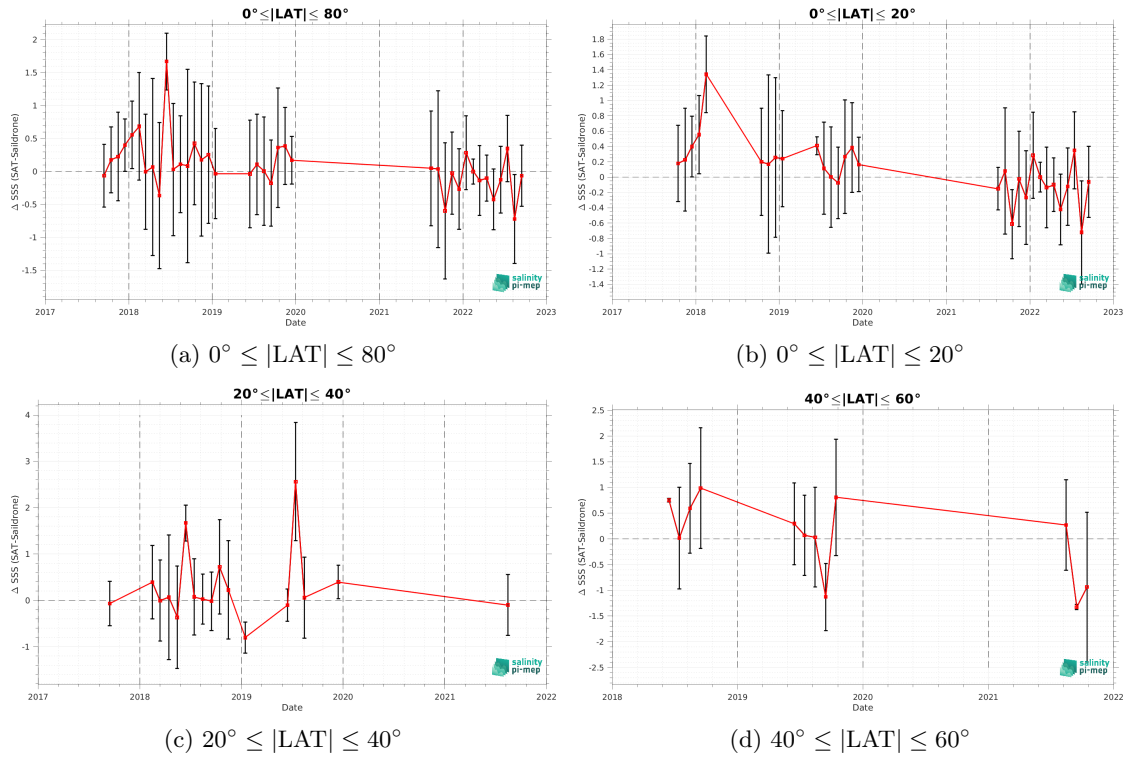 0°≤|LAT|≤ 80°
Δ SSS (SAT-Saildrone)
2
1.5
1
0.5
0
-0.5
-1
-1.5
2017 2018 2019 2020 2021 2022 2023
Date
salinity
pi-mep
(a) 0° ≤ |LAT| ≤ 80°
0°≤|LAT|≤ 20°
Δ SSS (SAT-Saildrone)
1.8
1.6
1.4
1.2
1
0.8
0.6
0.4
0.2
0
-0.2
-0.4
-0.6
-0.8
-1
-1.2
-1.4
2017 2018 2019 2020 2021 2022 2023
Date
salinity
pi-mep
(b) 0° ≤ |LAT| ≤ 20°
20°≤|LAT|≤ 40°
Δ SSS (SAT-Saildrone)
4
3
2
1
0
-1
2017 2018 2019 2020 2021 2022
Date
salinity
pi-mep
(c) 20° ≤ |LAT| ≤ 40°
40°≤|LAT|≤ 60°
Δ SSS (SAT-Saildrone)
2.5
2
1.5
1
0.5
0
-0.5
-1
-1.5
-2
-2.5
2018 2019 2020 2021 2022
Date
salinity
pi-mep
(d) 40° ≤ |LAT| ≤ 60°